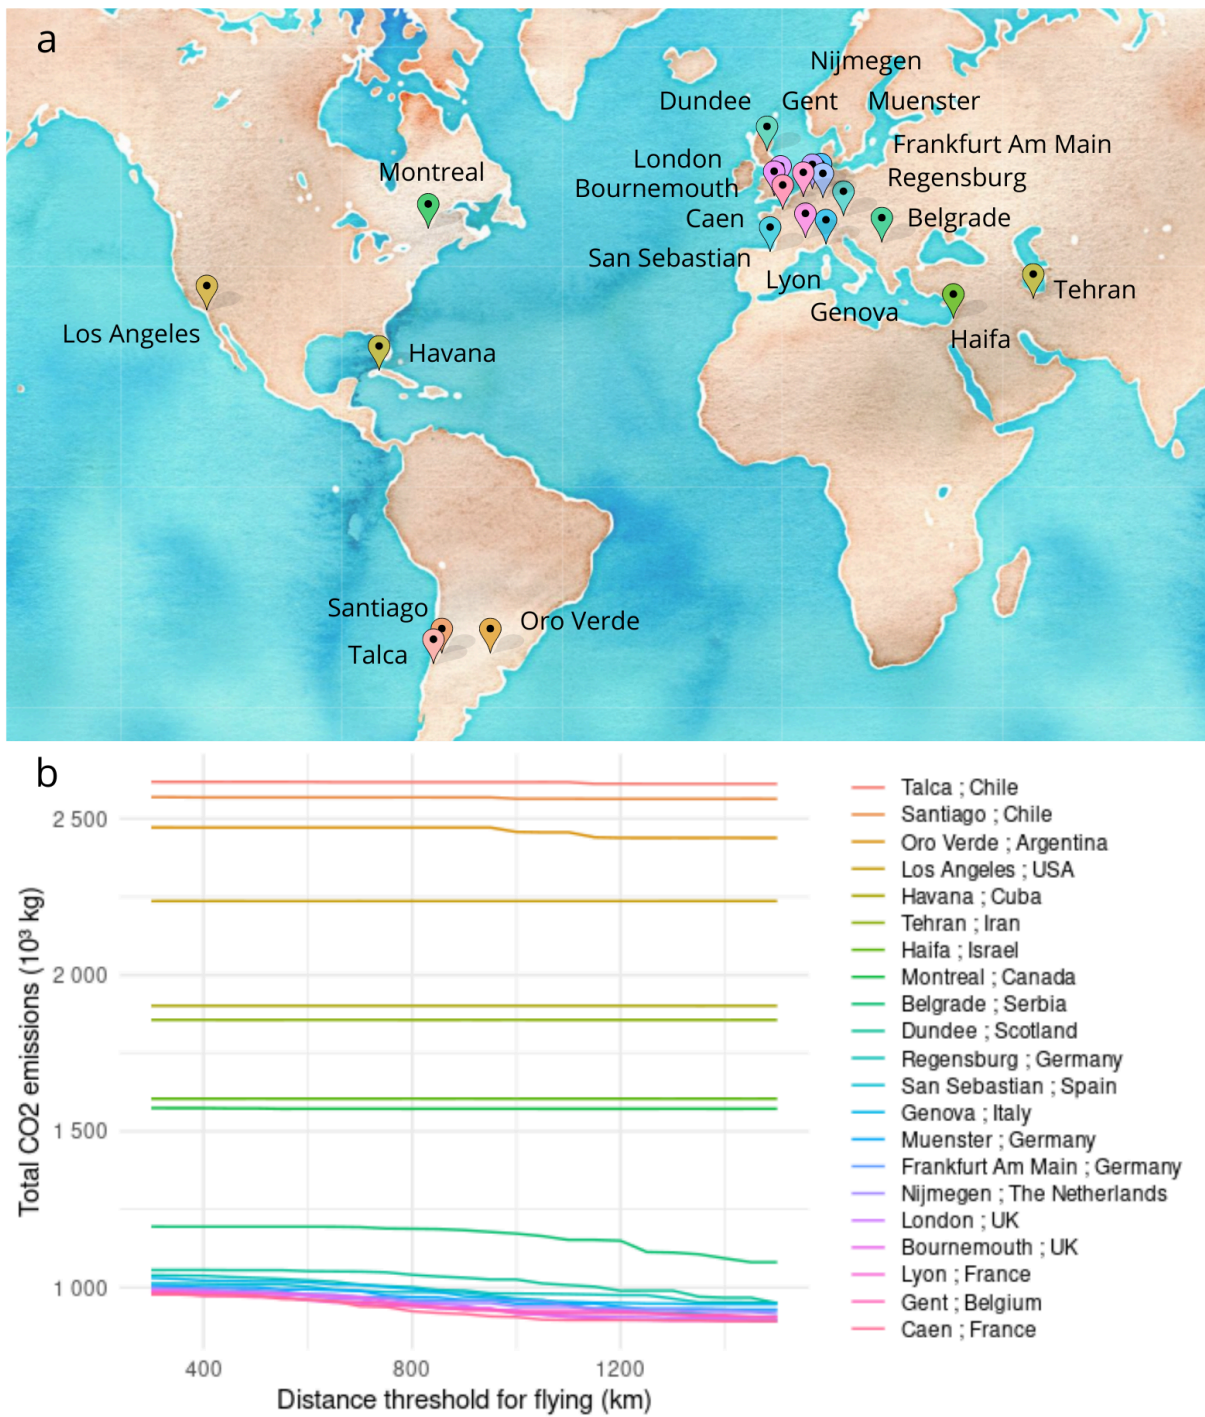 a
Nijmegen
Dundee Gent Muenster
Frankfurt Am Main
London
Montreal
Regensburg
Bournemouth
Caen
Belgrade
San Sebastian
Lyon
Tehran
Genova
Los Angeles
Haifa
Havana
Santiago
Oro Verde
Talca
b
Total CO2 emissions (10³ kg)
2 500
2 000
1 500
1 000
400 800 1200
Distance threshold for flying (km)
Talca ; Chile
Santiago ; Chile
Oro Verde ; Argentina
Los Angeles ; USA
Havana ; Cuba
Tehran ; Iran
Haifa ; Israel
Montreal ; Canada
Belgrade ; Serbia
Dundee ; Scotland
Regensburg ; Germany
San Sebastian ; Spain
Genova ; Italy
Muenster ; Germany
Frankfurt Am Main ; Germany
Nijmegen ; The Netherlands
London ; UK
Bournemouth ; UK
Lyon ; France
Gent ; Belgium
Caen ; France